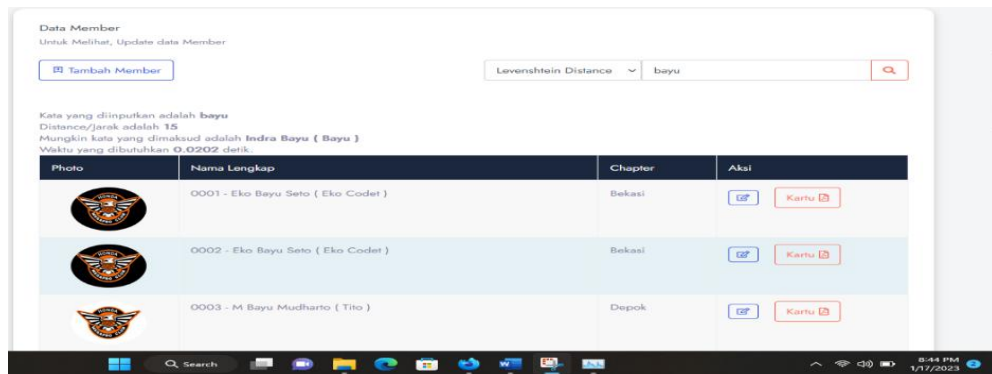 Data Member
Untuk Melihat, Update data Member
Tambah Member
Levenshtein Distance bayu
Kata yang diinputkan adalah bayu
Distance/Jarak adalah 15
Mungkin kata yang dimaksud adalah Indra Bayu ( Bayu )
Waktu yang dibutuhkan 0.0202 detik.
Photo Nama Lengkap Chapter Aksi
0001 - Eko Bayu Seto ( Eko Codet ) Bekasi Kartu
0002 - Eko Bayu Seto ( Eko Codet ) Bekasi Kartu
0003 - M Bayu Mudharto ( Tito ) Depok Kartu
Search
8:44 PM
1/17/2023